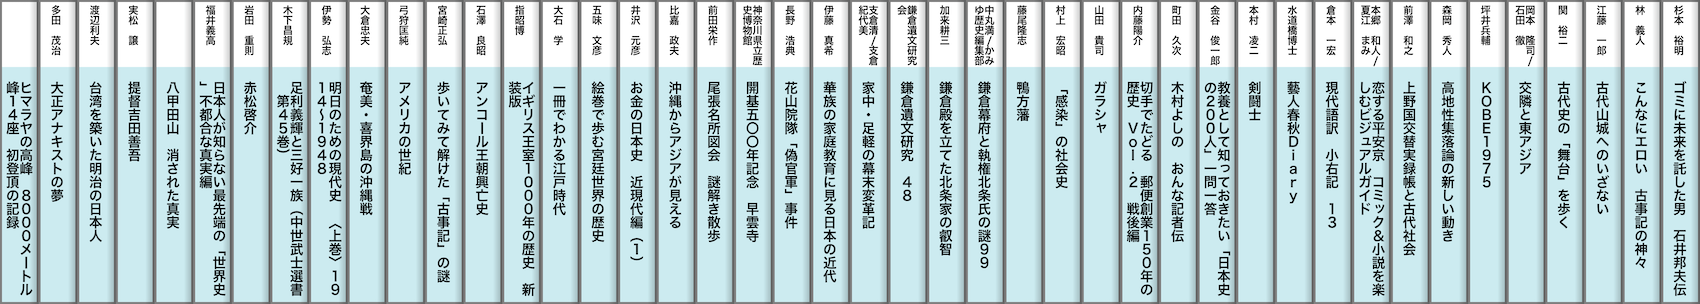 杉本 裕明
ゴミに未来を託した男 石井邦夫伝
林 義人
こんなにエロい 古事記の神々
江藤 一郎
古代山城へのいざない
関 裕二
古代史の「舞台」を歩く
岡本 隆司/
石田 徹
交隣と東アジア
坪井兵輔
KOBE1975
森岡 秀人
高地性集落論の新しい動き
前澤 和之
上野国交替実録帳と古代社会
本郷 和人/
夏江 まみ
恋する平安京 コミック&小説を楽
しむビジュアルガイド
倉本 一宏
現代語訳 小右記 13
水道橋博士
藝人春秋Diary
本村 凌二
剣闘士
金谷 俊一郎
教養として知っておきたい「日本史
の200人」一問一答
町田 久次
木村よしの おんな記者伝
内藤陽介
切手でたどる 郵便創業150年の
歴史 Vol.2 戦後編
山田 貴司
ガラシャ
村上 宏昭
「感染」の社会史
藤尾隆志
鴨方藩
中丸満/かみ
ゆ歴史編集部
鎌倉幕府と執権北条氏の謎99
加来耕三
鎌倉殿を立てた北条家の叡智
鎌倉遺文研究
会
鎌倉遺文研究 48
支倉清/支倉
紀代美
家中・足軽の幕末変革記
伊藤 真希
華族の家庭教育に見る日本の近代
長野 浩典
花山院隊「偽官軍」事件
神奈川県立歴
史博物館
開基五〇〇年記念 早雲寺
前田栄作
尾張名所図会 謎解き散歩
比嘉 政夫
沖縄からアジアが見える
井沢 元彦
お金の日本史 近現代編(1)
五味 文彦
絵巻で歩む宮廷世界の歴史
大石 学
一冊でわかる江戸時代
指昭博
イギリス王室1000年の歴史 新
装版
石澤 良昭
アンコール王朝興亡史
宮崎正弘
歩いてみて解けた「古事記」の謎
弓狩匡純
アメリカの世紀
大倉忠夫
奄美・喜界島の沖縄戦
伊勢 弘志
明日のための現代史 〈上巻〉19
14～1948
木下昌規
足利義輝と三好一族(中世武士選書
第45巻)
岩田 重則
赤松啓介
福井義高
日本人が知らない最先端の「世界史
」不都合な真実編
八甲田山 消された真実
実松 譲
提督吉田善吾
渡辺利夫
台湾を築いた明治の日本人
多田 茂治
大正アナキストの夢
ヒマラヤの高峰 8000メートル
峰14座 初登頂の記録